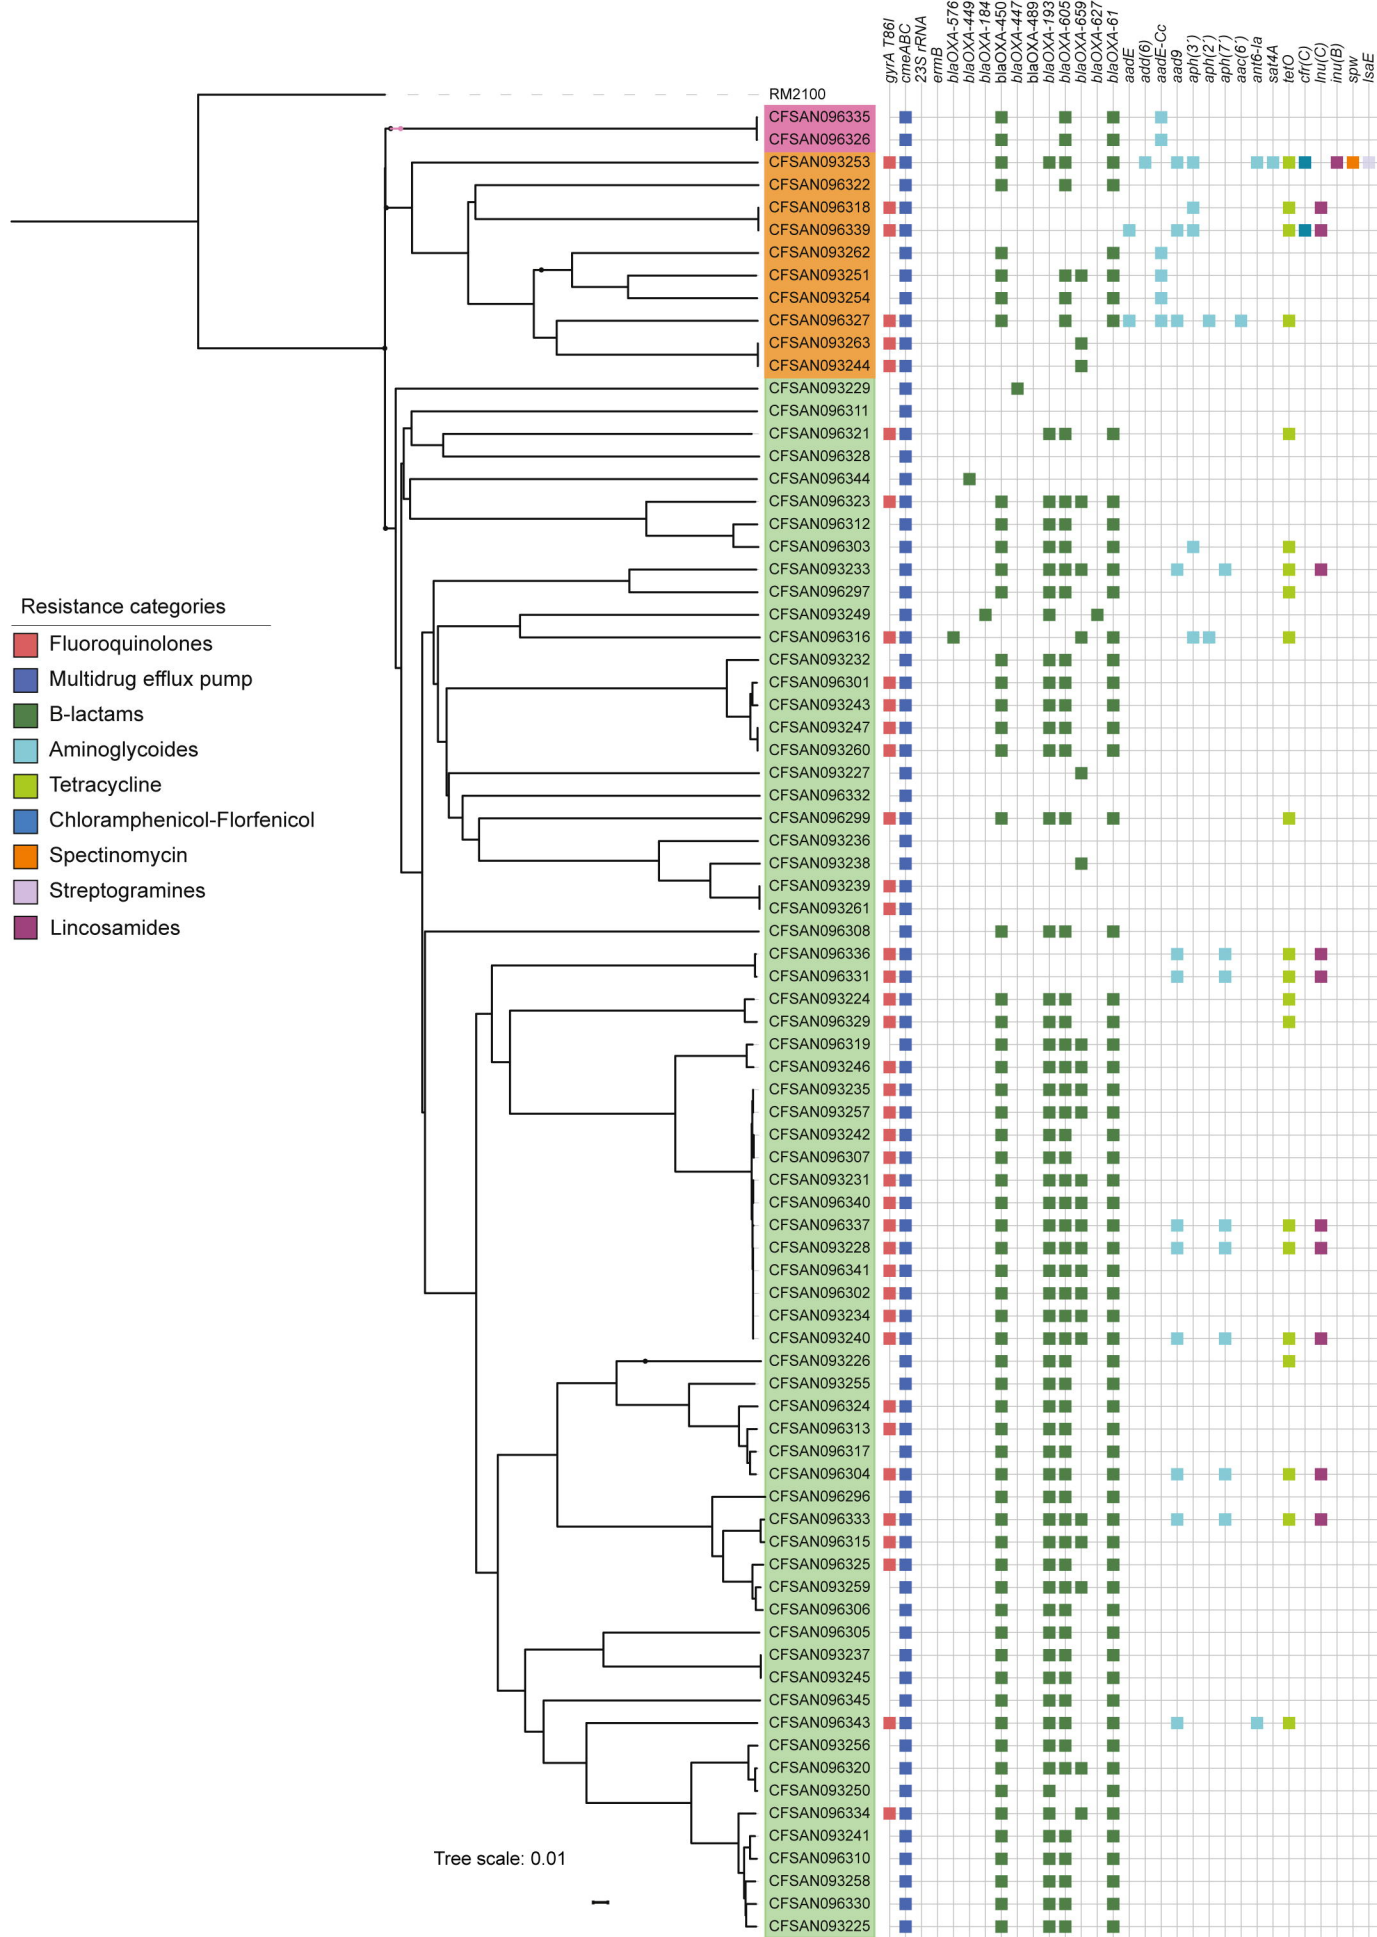 gyrA T86I
cmeABC
23S rRNA
ermB
blaOXA-576
blaOXA-449
blaOXA-184
blaOXA-450
blaOXA-447
blaOXA-489
blaOXA-193
blaOXA-605
blaOXA-659
blaOXA-627
blaOXA-61
aadE
add(6)
aadE-Cc
aad9
aph(3´)
aph(2´)
aph(7´)
aac(6´)
ant6-Ia
sat4A
tetO
cfr(C)
lnu(C)
inu(B)
spw
lsaE
RM2100
CFSAN096335
CFSAN096326
CFSAN093253
CFSAN096322
CFSAN096318
CFSAN096339
CFSAN093262
CFSAN093251
CFSAN093254
CFSAN096327
CFSAN093263
CFSAN093244
CFSAN093229
CFSAN096311
CFSAN096321
CFSAN096328
CFSAN096344
CFSAN096323
CFSAN096312
CFSAN096303
CFSAN093233
CFSAN096297
CFSAN093249
CFSAN096316
CFSAN093232
CFSAN096301
CFSAN093243
CFSAN093247
CFSAN093260
CFSAN093227
CFSAN096332
CFSAN096299
CFSAN093236
CFSAN093238
CFSAN093239
CFSAN093261
CFSAN096308
CFSAN096336
CFSAN096331
CFSAN093224
CFSAN096329
CFSAN096319
CFSAN093246
CFSAN093235
CFSAN093257
CFSAN093242
CFSAN096307
CFSAN093231
CFSAN096340
CFSAN096337
CFSAN093228
CFSAN096341
CFSAN096302
CFSAN093234
CFSAN093240
CFSAN093226
CFSAN093255
CFSAN096324
CFSAN096313
CFSAN096317
CFSAN096304
CFSAN096296
CFSAN096333
CFSAN096315
CFSAN096325
CFSAN093259
CFSAN096306
CFSAN096305
CFSAN093237
CFSAN093245
CFSAN096345
CFSAN096343
CFSAN093256
CFSAN096320
CFSAN093250
CFSAN096334
CFSAN093241
CFSAN096310
CFSAN093258
CFSAN096330
CFSAN093225
Resistance categories
Fluoroquinolones
Multidrug efflux pump
B-lactams
Aminoglycoides
Tetracycline
Chloramphenicol-Florfenicol
Spectinomycin
Streptogramines
Lincosamides
Tree scale: 0.01